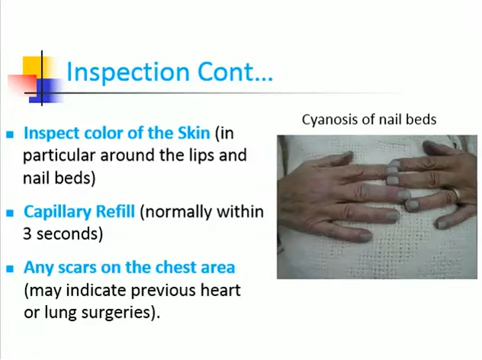 Inspection Cont...
Inspect color of the Skin (in
particular around the lips and
nail beds)
Capillary Refill (normally within
3 seconds)
Any scars on the chest area
(may indicate previous heart
or lung surgeries).
Cyanosis of nail beds